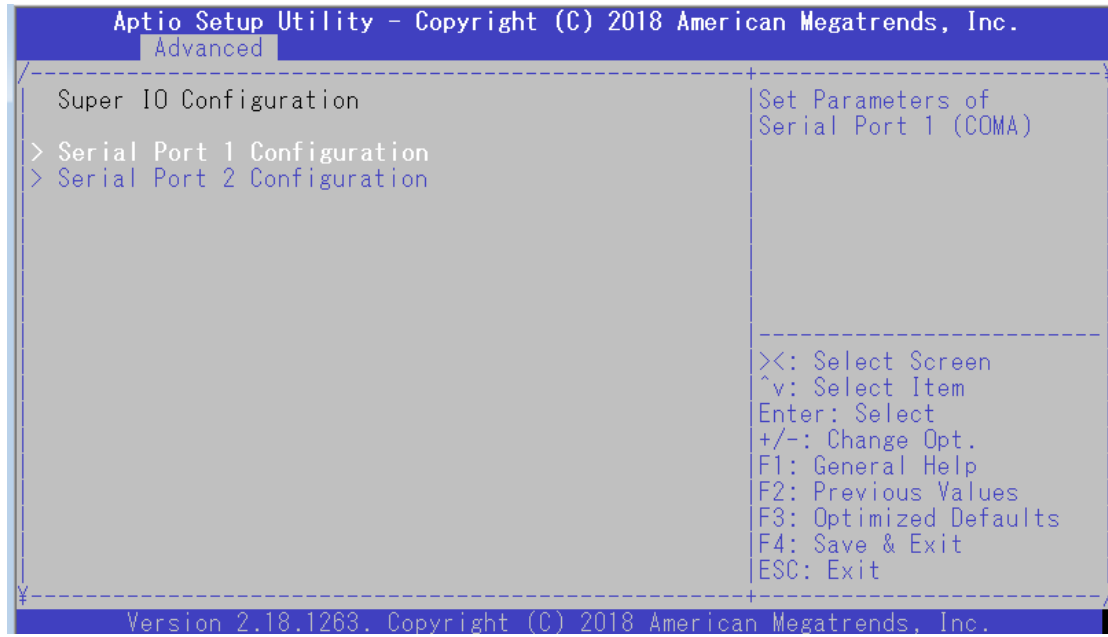 Aptio Setup Utility - Copyright (C) 2018 American Megatrends, Inc.
Advanced
Super IO Configuration
> Serial Port 1 Configuration
> Serial Port 2 Configuration
Set Parameters of
Serial Port 1 (COMA)
><: Select Screen
^v: Select Item
Enter: Select
+/-: Change Opt.
F1: General Help
F2: Previous Values
F3: Optimized Defaults
F4: Save & Exit
ESC: Exit
Version 2.18.1263. Copyright (C) 2018 American Megatrends, Inc.